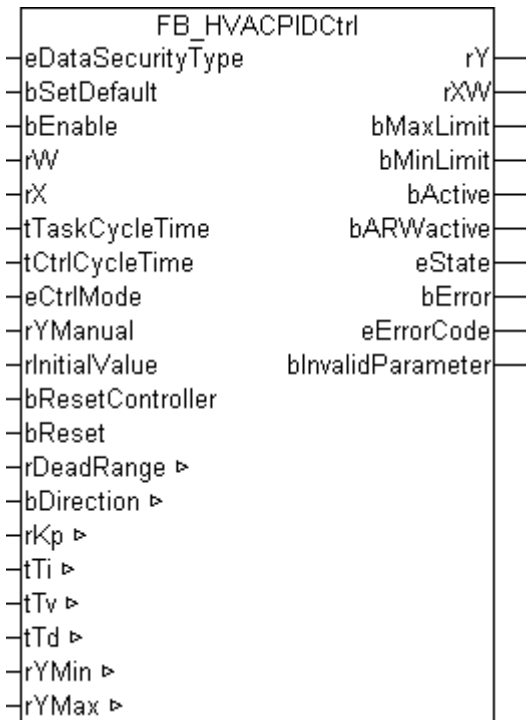 FB_HVACPIDCtrl
eDataSecurityType rY
bSetDefault rXW
bEnable bMaxLimit
rW bMinLimit
rX bActive
tTaskCycleTime bARWactive
tCtrlCycleTime eState
eCtrlMode bError
rYManual eErrorCode
rInitialValue bInvalidParameter
bResetController
bReset
rDeadRange ▹
bDirection ▹
rKp ▹
tTi ▹
tTv ▹
tTd ▹
rYMin ▹
rYMax ▹